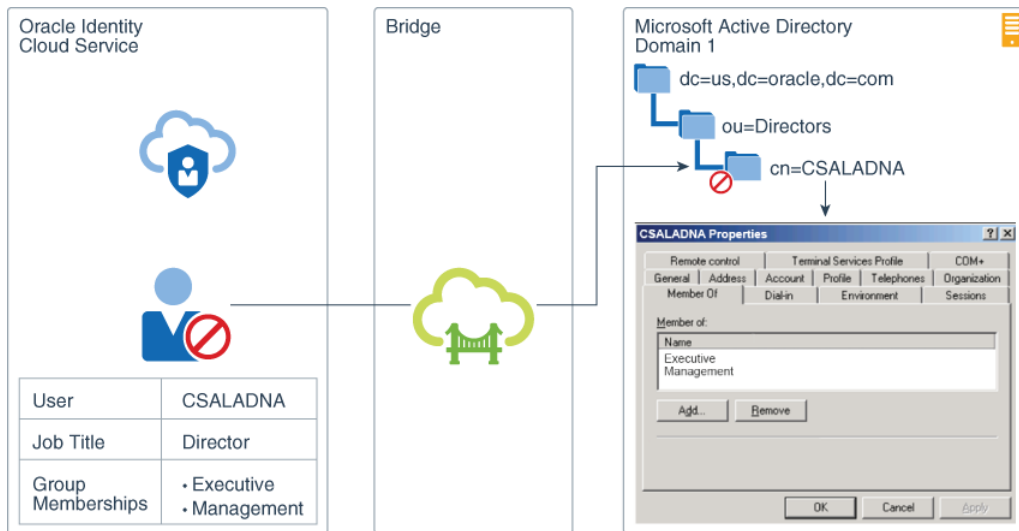 Oracle Identity
Cloud Service
User CSALADNA
Job Title Director
Group
Memberships
• Executive
• Management
Bridge
Microsoft Active Directory
Domain 1
dc=us,dc=oracle,dc=com
ou=Directors
cn=CSALADNA
CSALADNA Properties
Remote control Terminal Services Profile COM+
General Address Account Profile Telephones Organization
Member Of Dial-in Environment Sessions
Member of:
Name
Executive
Management
Add... Remove
OK Cancel Apply